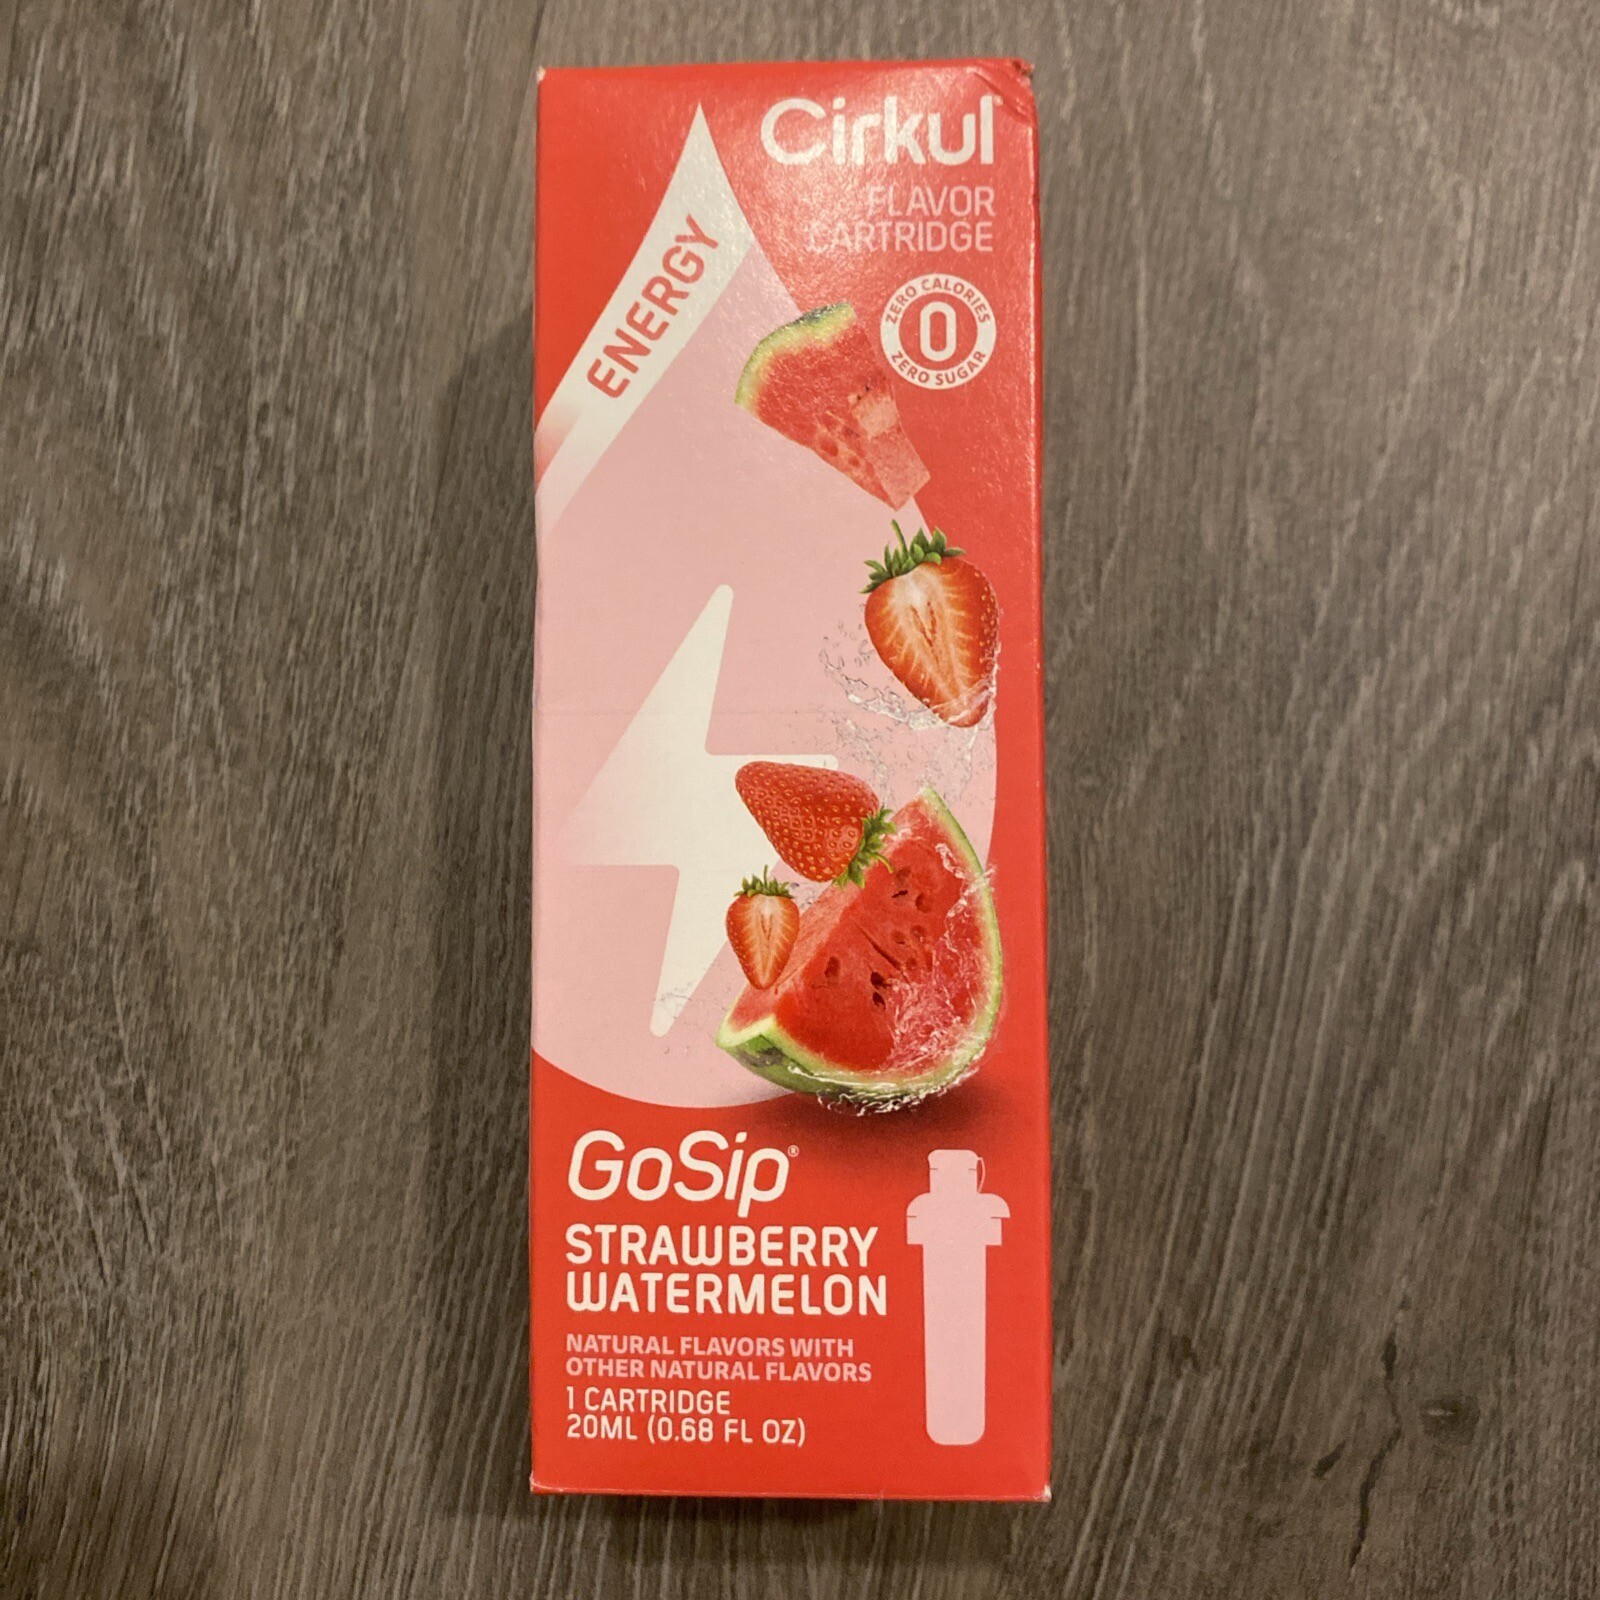 Cirkul
FLAVOR
CARTRIDGE
ENERGY
ZERO CALORIES
0
ZERO SUGAR
GoSip®
STRAWBERRY
WATERMELON
NATURAL FLAVORS WITH
OTHER NATURAL FLAVORS
1 CARTRIDGE
20ML (0.68 FL OZ)